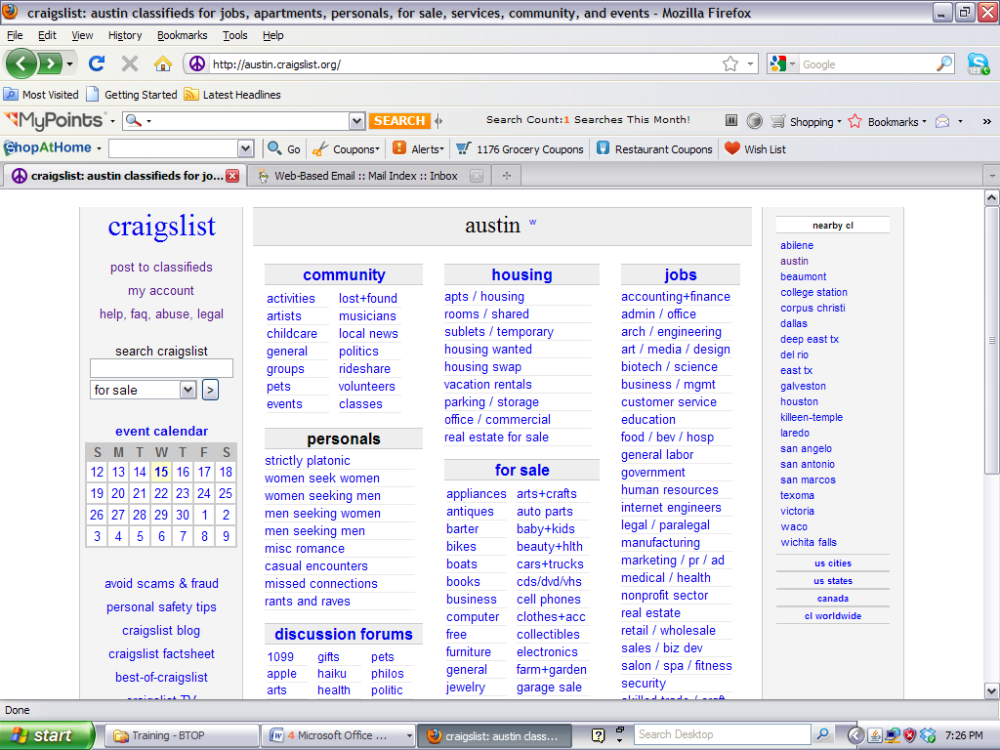 craigslist: austin classifieds for jobs, apartments, personals, for sale, services, community, and events - Mozilla Firefox
File Edit View History Bookmarks Tools Help
http://austin.craigslist.org/
Google
Most Visited Getting Started Latest Headlines
MyPoints SEARCH Search Count:1 Searches This Month! Shopping Bookmarks »
ShopAtHome Go Coupons Alerts 1176 Grocery Coupons Restaurant Coupons Wish List
craigslist: austin classifieds for jo... Web-Based Email :: Mail Index :: Inbox
craigslist
post to classifieds
my account
help, faq, abuse, legal
search craigslist
for sale >
event calendar
S M T W T F S
12 13 14 15 16 17 18
19 20 21 22 23 24 25
26 27 28 29 30 1 2
3 4 5 6 7 8 9
avoid scams & fraud
personal safety tips
craigslist blog
craigslist factsheet
best-of-craigslist
craigslist TV
austin w
community
activities lost+found
artists musicians
childcare local news
general politics
groups rideshare
pets volunteers
events classes
personals
strictly platonic
women seek women
women seeking men
men seeking women
men seeking men
misc romance
casual encounters
missed connections
rants and raves
discussion forums
1099 gifts pets
apple haiku philos
arts health politic
housing
apts / housing
rooms / shared
sublets / temporary
housing wanted
housing swap
vacation rentals
parking / storage
office / commercial
real estate for sale
for sale
appliances arts+crafts
antiques auto parts
barter baby+kids
bikes beauty+hlth
boats cars+trucks
books cds/dvd/vhs
business cell phones
computer clothes+acc
free collectibles
furniture electronics
general farm+garden
jewelry garage sale
jobs
accounting+finance
admin / office
arch / engineering
art / media / design
biotech / science
business / mgmt
customer service
education
food / bev / hosp
general labor
government
human resources
internet engineers
legal / paralegal
manufacturing
marketing / pr / ad
medical / health
nonprofit sector
real estate
retail / wholesale
sales / biz dev
salon / spa / fitness
security
skilled trade / craft
nearby cl
abilene
austin
beaumont
college station
corpus christi
dallas
deep east tx
del rio
east tx
galveston
houston
killeen-temple
laredo
san angelo
san antonio
san marcos
texoma
victoria
waco
wichita falls
us cities
us states
canada
cl worldwide
Done
start Training - BTOP 4 Microsoft Office ... craigslist: austin class... Search Desktop 7:26 PM